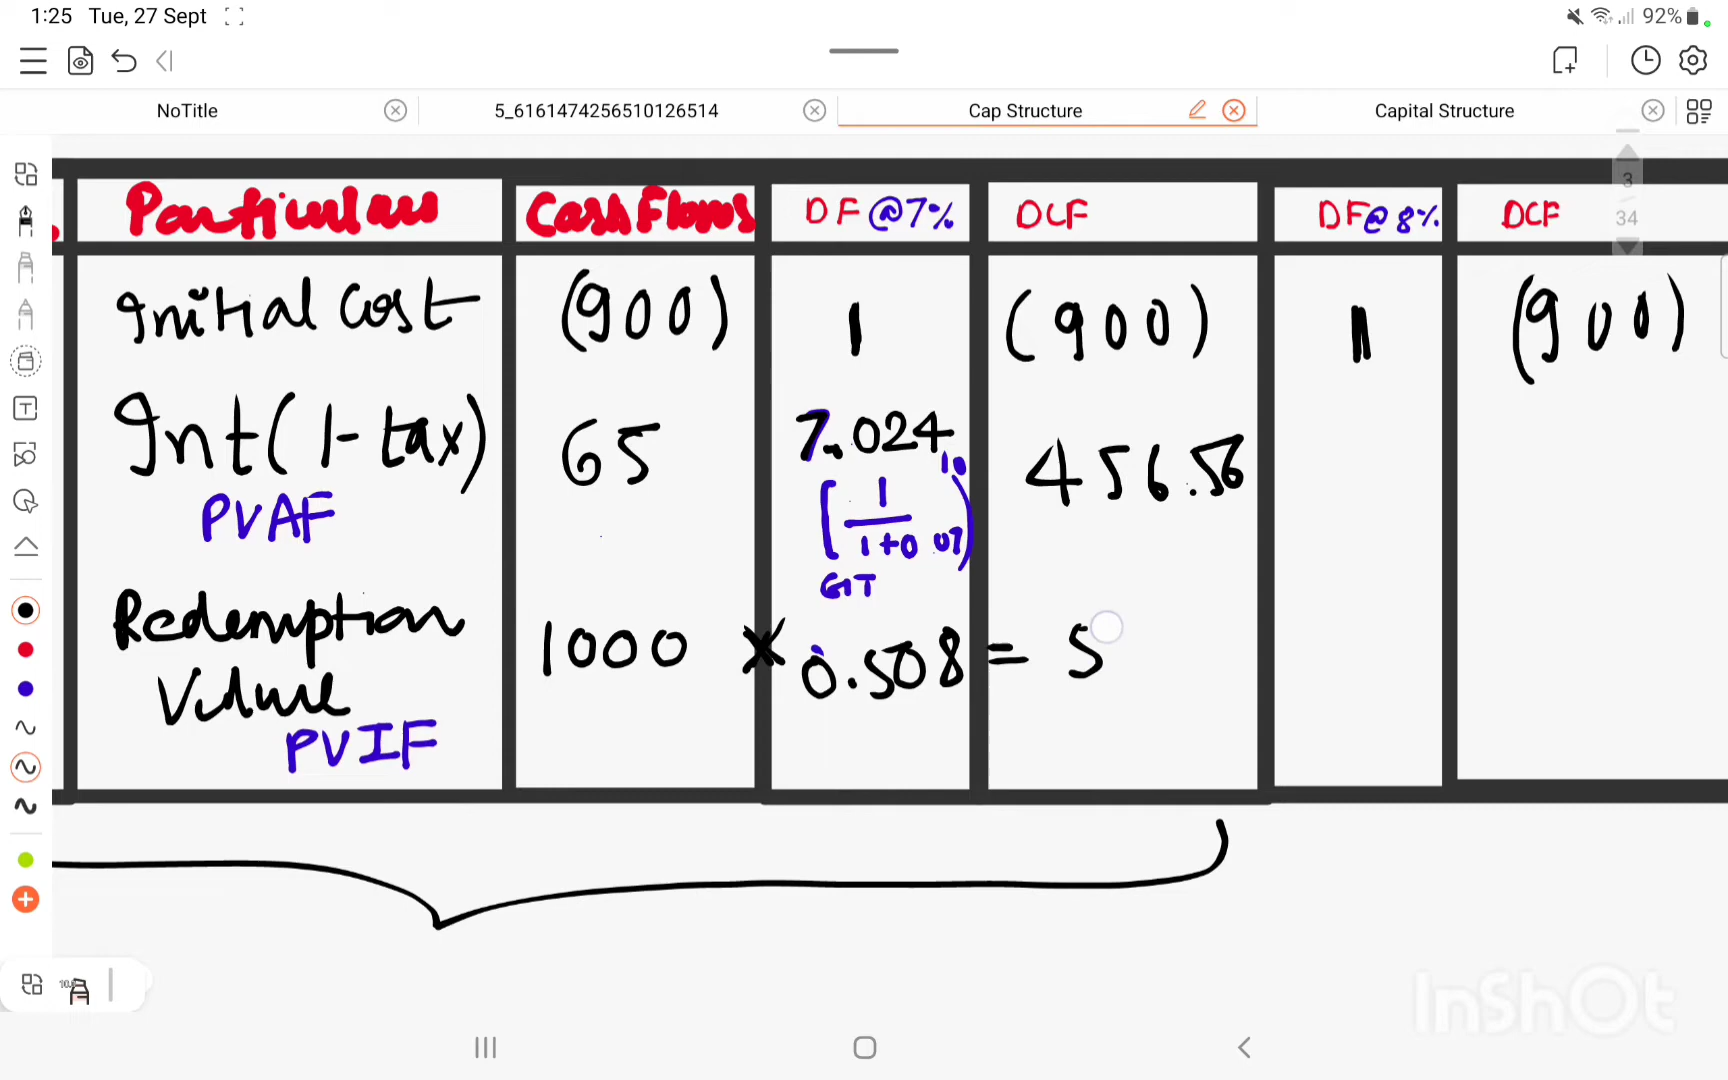 1:25 Tue, 27 Sept 92%
NoTitle 5_6161474256510126514 Cap Structure Capital Structure
3
34
Particulars Cash Flows DF @7% DCF DF@ 8% DCF
Initial Cost (900) 1 (900) 1 (900)
Int (1- tax) 65 7.024 456.56
PVAF [1/(1+0.07)]10
GT
Redemption 1000 × 0.508 = 5
PVIF
InShOt